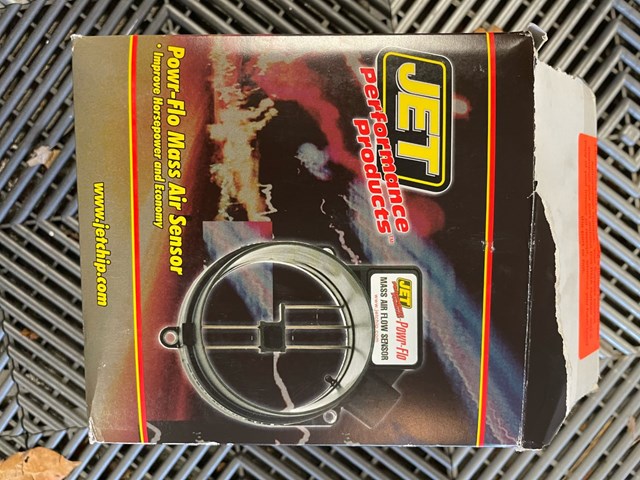 JET
performance
products®
JET
Powr-Flo
MASS AIR FLOW SENSOR
Powr-Flo Mass Air Sensor
• Improve Horsepower and Economy
www.jetchip.com